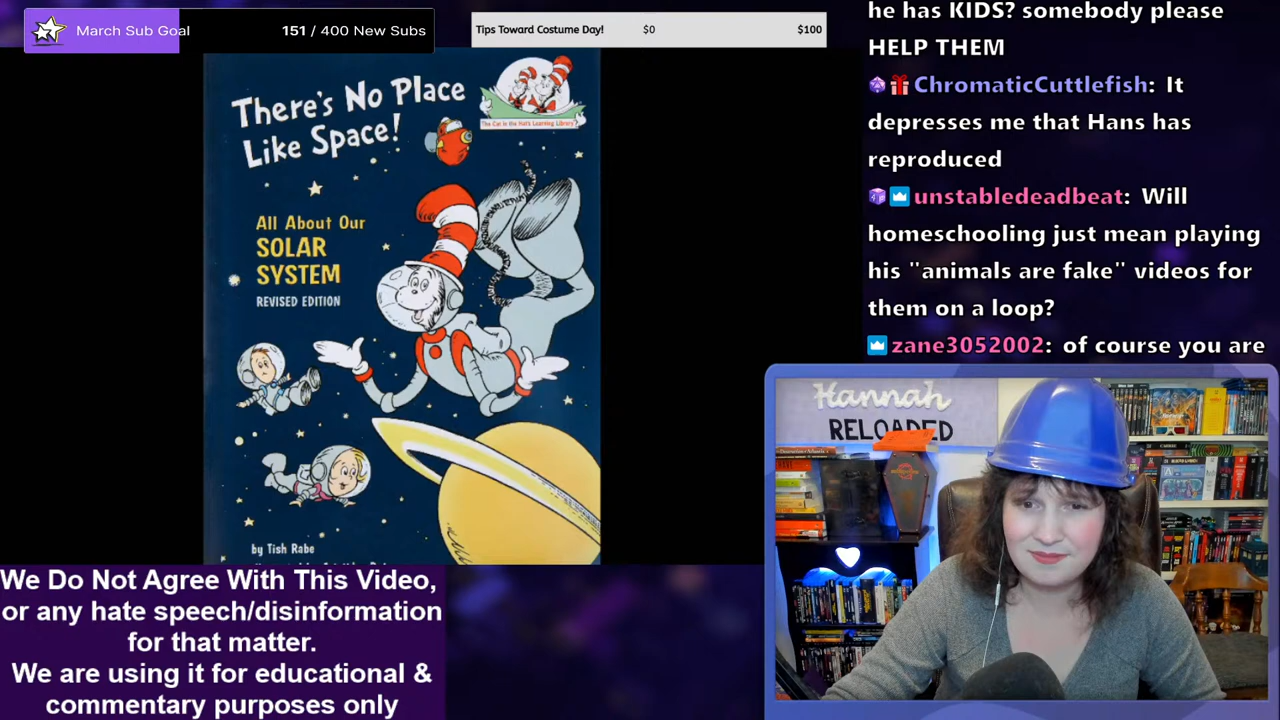 March Sub Goal
151 / 400 New Subs
Tips Toward Costume Day!
$0
$100
There's No Place
Like Space!
The Cat in the Hat's Learning Library
All About Our
SOLAR
SYSTEM
REVISED EDITION
by Tish Rabe
he has KIDS? somebody please
HELP THEM
ChromaticCuttlefish: It
depresses me that Hans has
reproduced
unstabledeadbeat: Will
homeschooling just mean playing
his "animals are fake" videos for
them on a loop?
zane3052002: of course you are
Hannah
RELOADED
We Do Not Agree With This Video,
or any hate speech/disinformation
for that matter.
We are using it for educational &
commentary purposes only